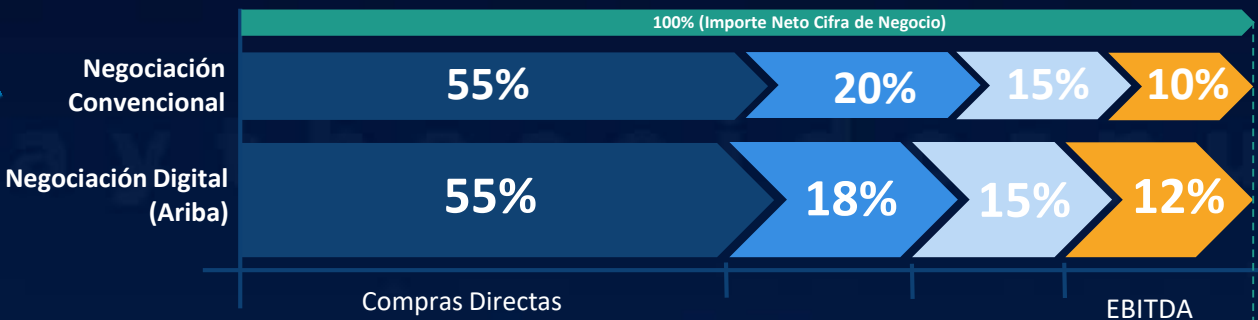 100% (Importe Neto Cifra de Negocio)
Negociación
Convencional
55%
20%
15%
10%
Negociación Digital
(Ariba)
55%
18%
15%
12%
Compras Directas
EBITDA